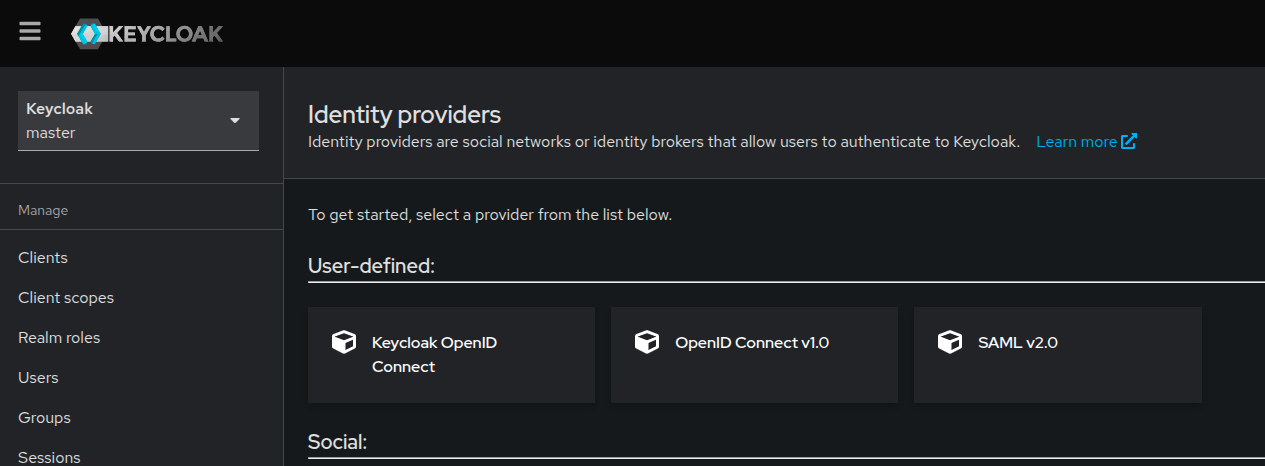 KEYCLOAK
Keycloak
master
Manage
Clients
Client scopes
Realm roles
Users
Groups
Sessions
Identity providers
Identity providers are social networks or identity brokers that allow users to authenticate to Keycloak. Learn more
To get started, select a provider from the list below.
User-defined:
Keycloak OpenID
Connect
OpenID Connect v1.0
SAML v2.0
Social: